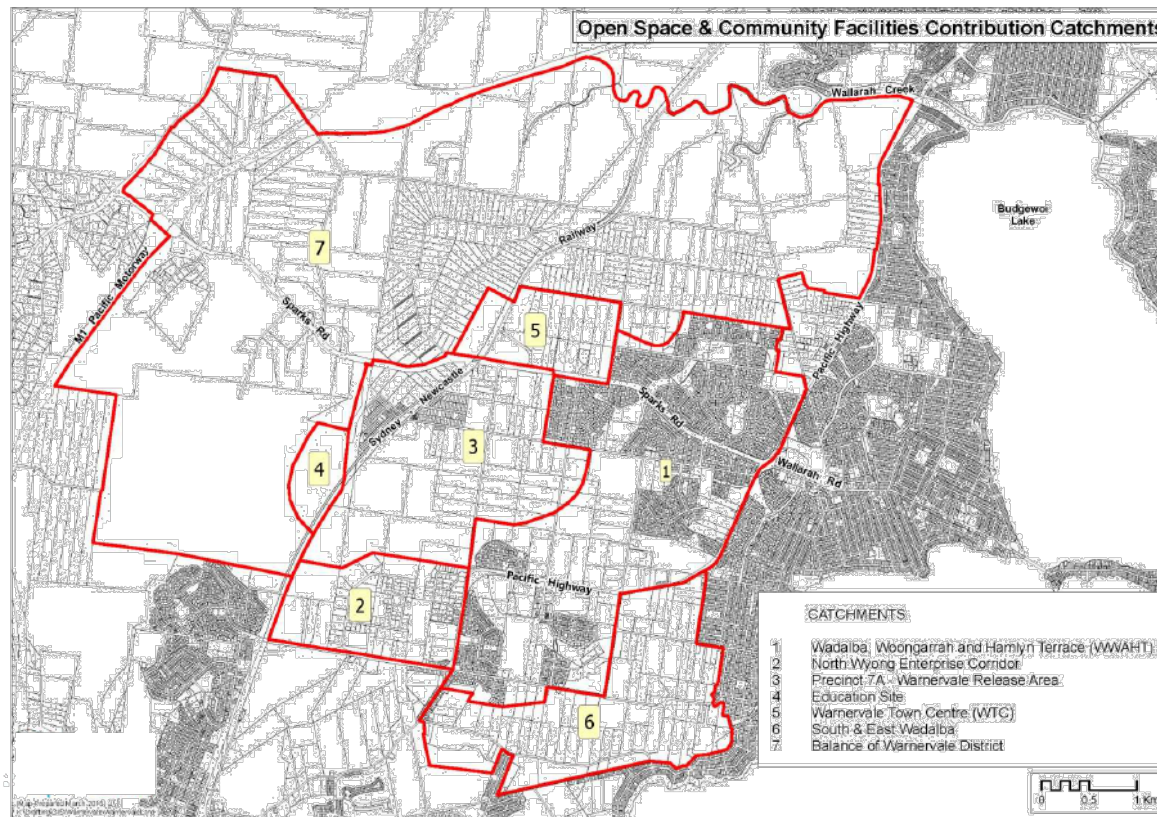 Open Space & Community Facilities Contribution Catchments
Wallarah Creek
Budgewoi
Lake
7
Railway
M1 Pacific Motorway
Sparks Rd
5
Pacific Highway
Sydney Newcastle
Sparks Rd
3
4
1
Wallarah Rd
Pacific Highway
2
6
CATCHMENTS
1 Wadalba, Woongarrah and Hamlyn Terrace (WWAHT)
2 North Wyong Enterprise Corridor
3 Precinct 7A - Warnervale Release Area
4 Education Site
5 Warnervale Town Centre (WTC)
6 South & East Wadalba
7 Balance of Warnervale District
0 0.5 1 Km